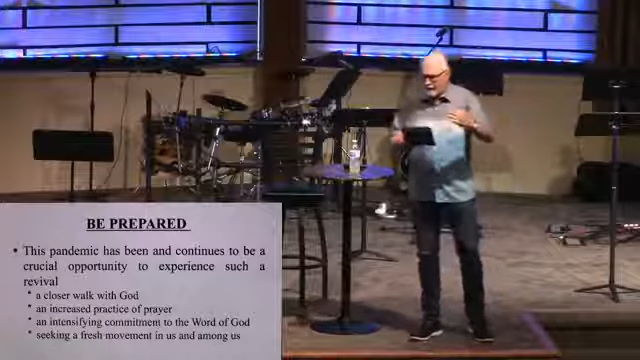 BE PREPARED
• This pandemic has been and continues to be a
crucial opportunity to experience such a
revival
* a closer walk with God
* an increased practice of prayer
* an intensifying commitment to the Word of God
* seeking a fresh movement in us and among us